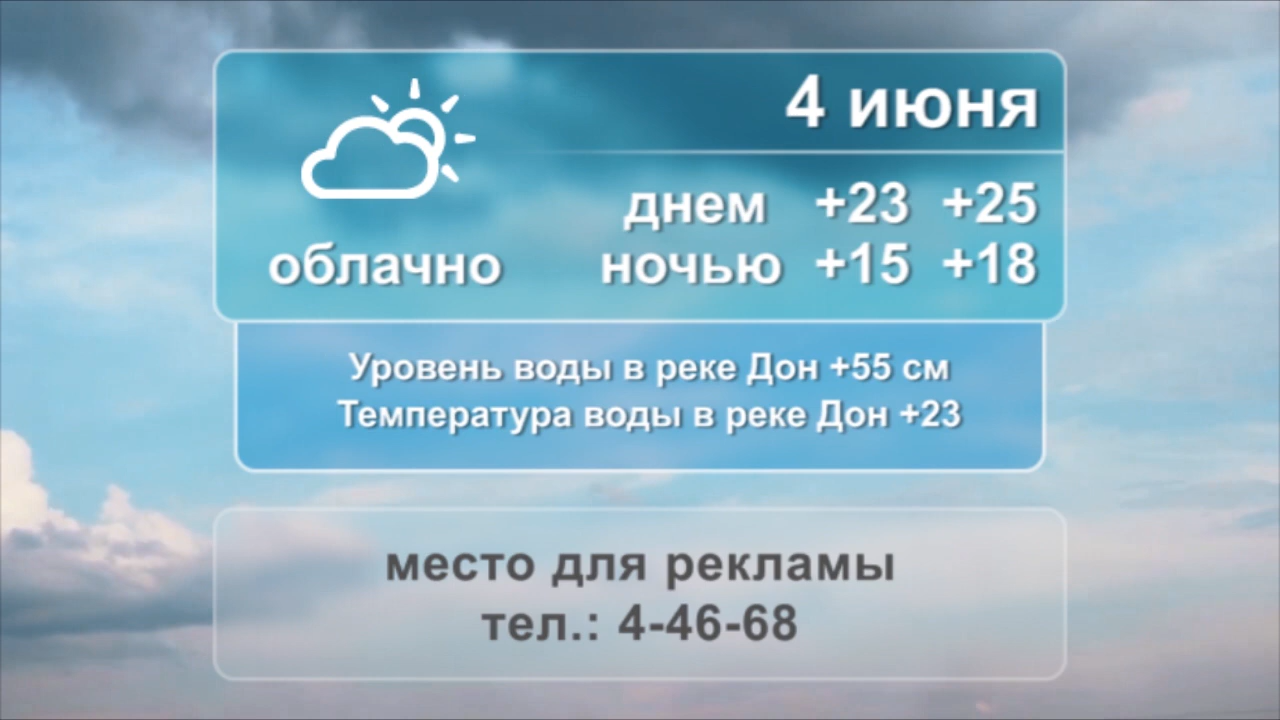 4 июня
днем +23 +25
облачно ночью +15 +18
Уровень воды в реке Дон +55 см
Температура воды в реке Дон +23
место для рекламы
тел.: 4-46-68